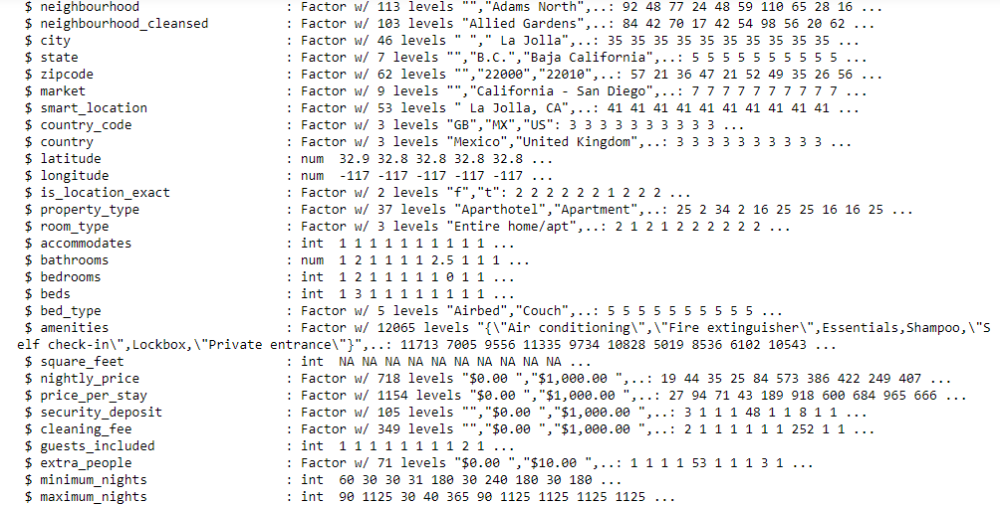 $ neighbourhood : Factor w/ 113 levels "","Adams North",..: 92 48 77 24 48 59 110 65 28 16 ...
$ neighbourhood_cleansed : Factor w/ 103 levels "Allied Gardens",..: 84 42 70 17 42 54 98 56 20 62 ...
$ city : Factor w/ 46 levels " "," La Jolla",..: 35 35 35 35 35 35 35 35 35 35 ...
$ state : Factor w/ 7 levels "","B.C.","Baja California",..: 5 5 5 5 5 5 5 5 5 5 ...
$ zipcode : Factor w/ 62 levels "","22000","22010",..: 57 21 36 47 21 52 49 35 26 56 ...
$ market : Factor w/ 9 levels "","California - San Diego",..: 7 7 7 7 7 7 7 7 7 7 ...
$ smart_location : Factor w/ 53 levels " La Jolla, CA",..: 41 41 41 41 41 41 41 41 41 41 ...
$ country_code : Factor w/ 3 levels "GB","MX","US": 3 3 3 3 3 3 3 3 3 3 ...
$ country : Factor w/ 3 levels "Mexico","United Kingdom",..: 3 3 3 3 3 3 3 3 3 3 ...
$ latitude : num 32.9 32.8 32.8 32.8 32.8 ...
$ longitude : num -117 -117 -117 -117 -117 ...
$ is_location_exact : Factor w/ 2 levels "f","t": 2 2 2 2 2 2 1 2 2 2 ...
$ property_type : Factor w/ 37 levels "Aparthotel","Apartment",..: 25 2 34 2 16 25 25 16 16 25 ...
$ room_type : Factor w/ 3 levels "Entire home/apt",..: 2 1 2 1 2 2 2 2 2 2 ...
$ accommodates : int 1 1 1 1 1 1 1 1 1 1 ...
$ bathrooms : num 1 2 1 1 1 1 2.5 1 1 1 ...
$ bedrooms : int 1 2 1 1 1 1 1 0 1 1 ...
$ beds : int 1 3 1 1 1 1 1 1 1 1 ...
$ bed_type : Factor w/ 5 levels "Airbed","Couch",..: 5 5 5 5 5 5 5 5 5 5 ...
$ amenities : Factor w/ 12065 levels "{\"Air conditioning\",\"Fire extinguisher\",Essentials,Shampoo,\"S
elf check-in\",Lockbox,\"Private entrance\"}",..: 11713 7005 9556 11335 9734 10828 5019 8536 6102 10543 ...
$ square_feet : int NA NA NA NA NA NA NA NA NA NA ...
$ nightly_price : Factor w/ 718 levels "$0.00 ","$1,000.00 ",..: 19 44 35 25 84 573 386 422 249 407 ...
$ price_per_stay : Factor w/ 1154 levels "$0.00 ","$1,000.00 ",..: 27 94 71 43 189 918 600 684 965 666 ...
$ security_deposit : Factor w/ 105 levels "","$0.00 ","$1,000.00 ",..: 3 1 1 1 48 1 1 8 1 1 ...
$ cleaning_fee : Factor w/ 349 levels "","$0.00 ","$1,000.00 ",..: 2 1 1 1 1 1 1 252 1 1 ...
$ guests_included : int 1 1 1 1 1 1 1 1 2 1 ...
$ extra_people : Factor w/ 71 levels "$0.00 ","$10.00 ",..: 1 1 1 1 53 1 1 1 3 1 ...
$ minimum_nights : int 60 30 30 31 180 30 240 180 30 180 ...
$ maximum_nights : int 90 1125 30 40 365 90 1125 1125 1125 1125 ...